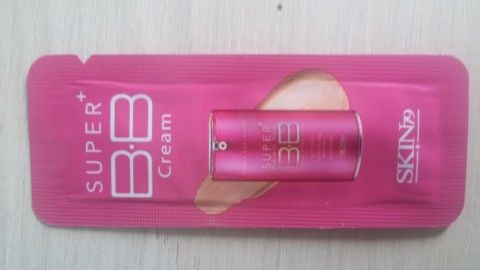 SUPER+
B·B
Cream
SUPER+
B·B
SKIN79